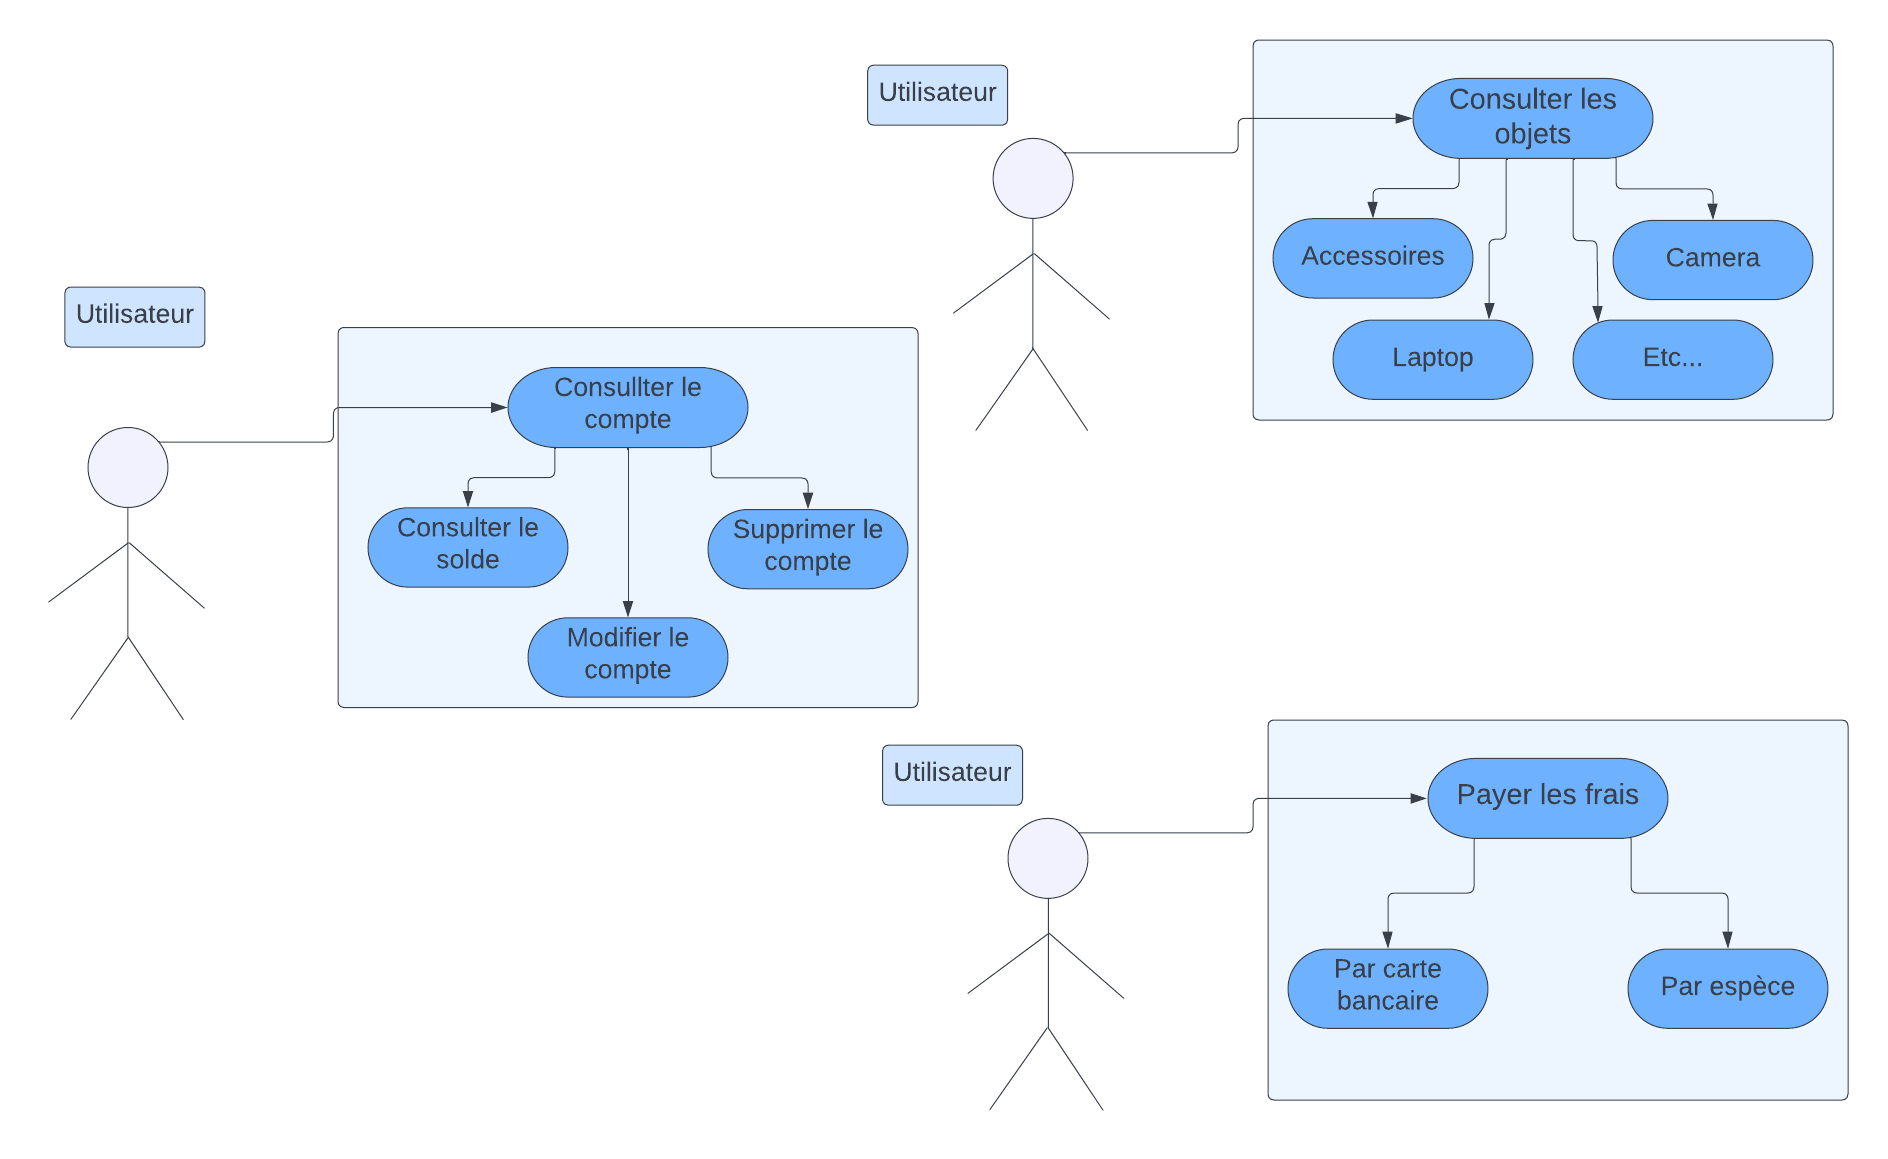 Utilisateur
Consullter le
compte
Consulter le
solde
Supprimer le
compte
Modifier le
compte
Utilisateur
Consulter les
objets
Accessoires
Camera
Laptop
Etc...
Utilisateur
Payer les frais
Par carte
bancaire
Par espèce